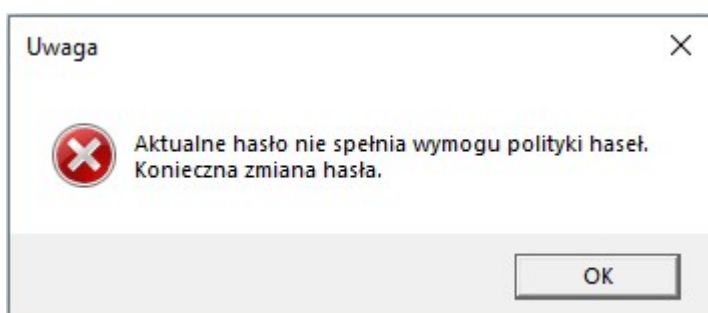 Uwaga
Aktualne hasło nie spełnia wymogu polityki haseł.
Konieczna zmiana hasła.
OK